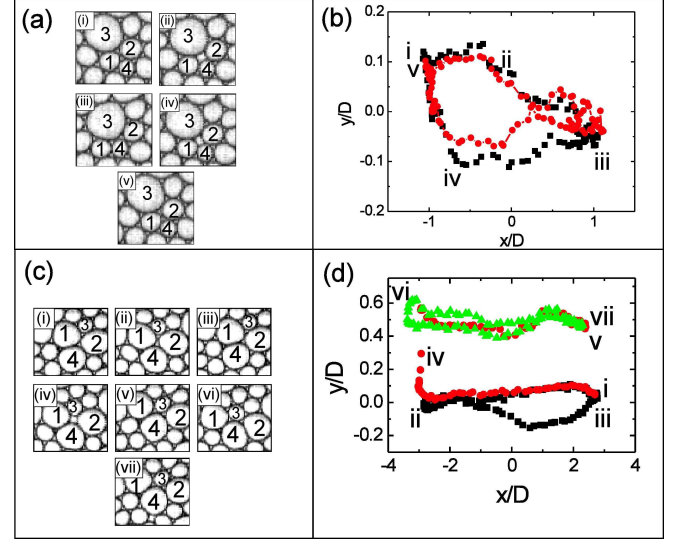 (a)
(i)
3
2
1
4
(ii)
3
2
1
4
(iii)
3
2
1
4
(iv)
3
2
1
4
(v)
3
2
1
4
(b)
y/D
0.2
0.1
0.0
-0.1
-0.2
-1
0
1
x/D
i
v
ii
iii
iv
(c)
(i)
3
1
2
4
(ii)
3
1
2
4
(iii)
3
1
2
4
(iv)
3
1
2
4
(v)
3
1
2
4
(vi)
3
1
2
4
(vii)
3
1
2
4
(d)
y/D
0.6
0.4
0.2
0.0
-0.2
-4
-2
0
2
4
x/D
vi
vii
v
iv
i
ii
iii